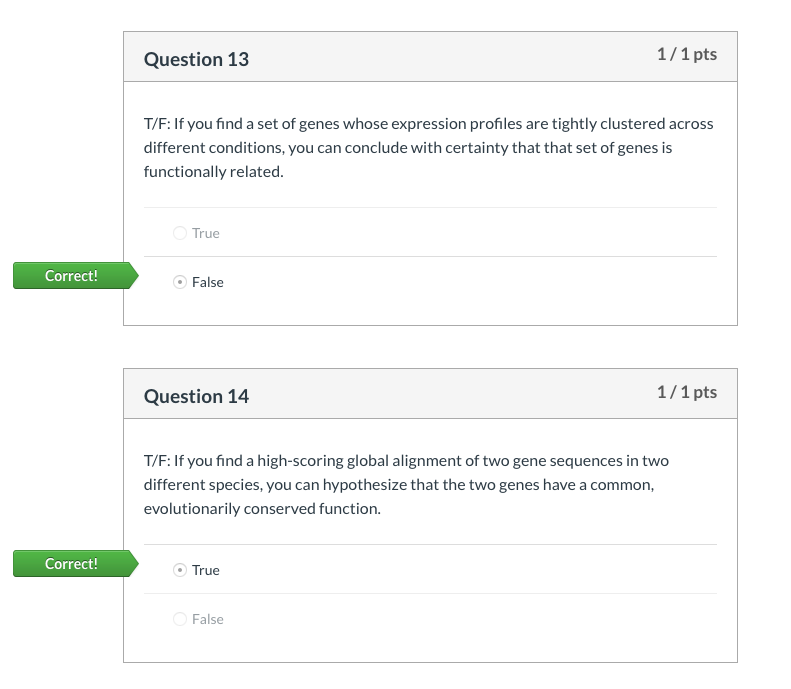 Question 13
1 / 1 pts
T/F: If you find a set of genes whose expression profiles are tightly clustered across
different conditions, you can conclude with certainty that that set of genes is
functionally related.
True
Correct!
False
Question 14
1 / 1 pts
T/F: If you find a high-scoring global alignment of two gene sequences in two
different species, you can hypothesize that the two genes have a common,
evolutionarily conserved function.
Correct!
True
False